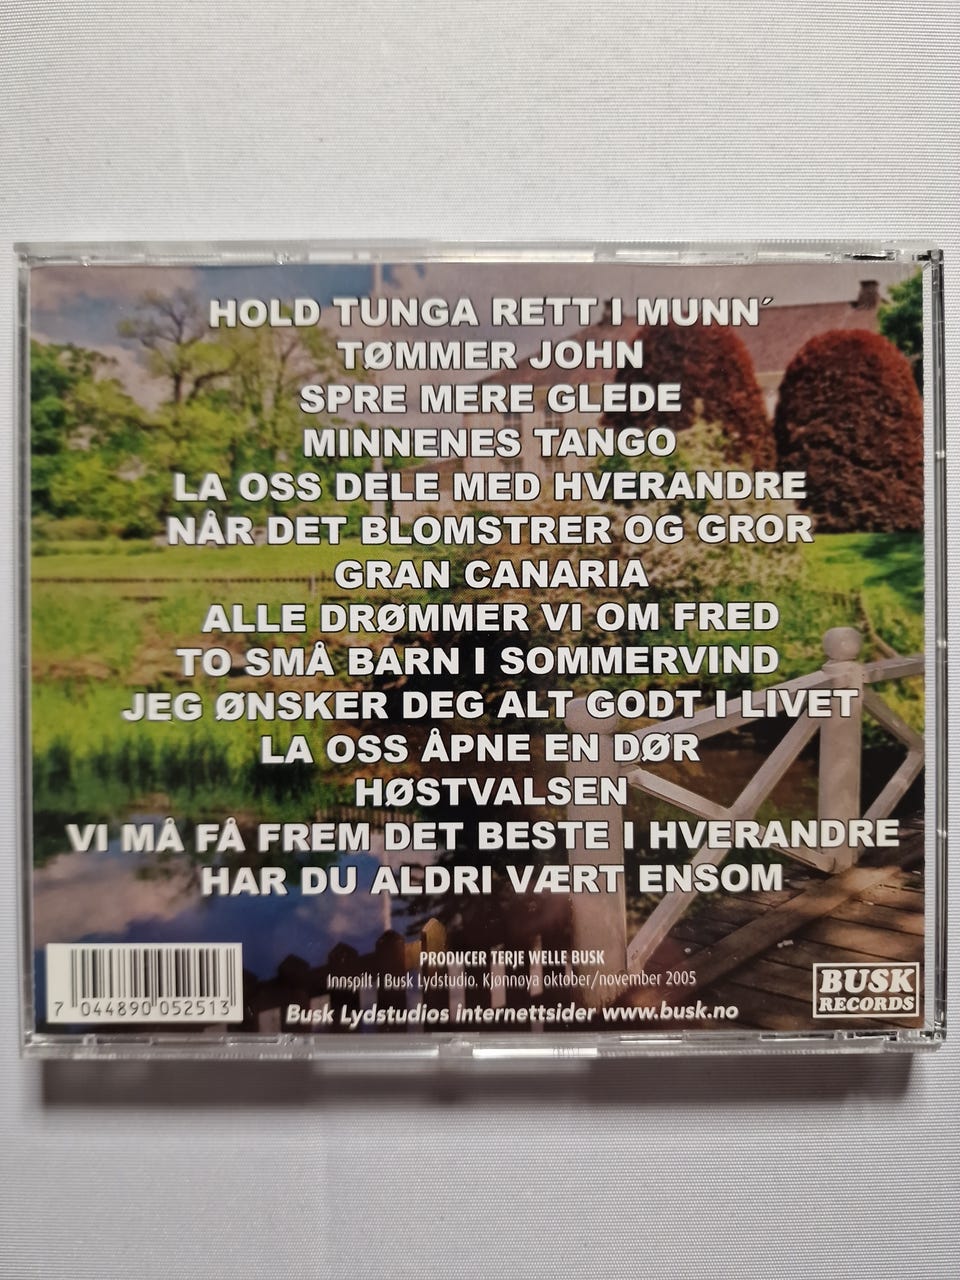 HOLD TUNGA RETT I MUNN´
TØMMER JOHN
SPRE MERE GLEDE
MINNENES TANGO
LA OSS DELE MED HVERANDRE
NÅR DET BLOMSTRER OG GROR
GRAN CANARIA
ALLE DRØMMER VI OM FRED
TO SMÅ BARN I SOMMERVIND
JEG ØNSKER DEG ALT GODT I LIVET
LA OSS ÅPNE EN DØR
HØSTVALSEN
VI MÅ FÅ FREM DET BESTE I HVERANDRE
HAR DU ALDRI VÆRT ENSOM
PRODUCER TERJE WELLE BUSK
Innspilt i Busk Lydstudio, Kjønnøya oktober/november 2005
Busk Lydstudios internettsider www.busk.no
7 044890 052513
BUSK
RECORDS